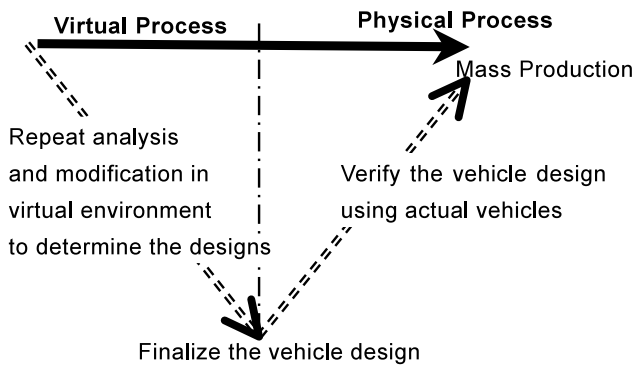 Virtual Process
Physical Process
Mass Production
Repeat analysis
and modification in
virtual environment
to determine the designs
Verify the vehicle design
using actual vehicles
Finalize the vehicle design